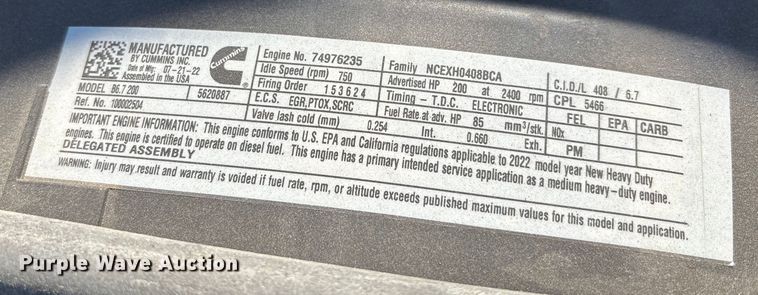 MANUFACTURED
BY CUMMINS INC.
Date of Mfg. 07-21-22
Assembled in the USA
Cummins
MODEL B6.7 200
5620887
Ref. No. 100002504
Engine No. 74976235
Idle Speed (rpm) 750
Firing Order 153624
E.C.S. EGR,PTOX,SCRC
Valve lash cold (mm) 0.254 Int. 0.660 Exh.
Family NCEXH0408BCA
Advertised HP 200 at 2400 rpm
Timing - T.D.C. ELECTRONIC
Fuel Rate at adv. HP 85 mm³/stk.
C.I.D./L 408 / 6.7
CPL 5466
FEL EPA CARB
NOx
PM
IMPORTANT ENGINE INFORMATION: This engine conforms to U.S. EPA and California regulations applicable to 2022 model year New Heavy Duty
engines. This engine is certified to operate on diesel fuel. This engine has a primary intended service application as a medium heavy-duty engine.
DELEGATED ASSEMBLY
WARNING: Injury may result and warranty is voided if fuel rate, rpm, or altitude exceeds published maximum values for this model and application.
Purple Wave Auction